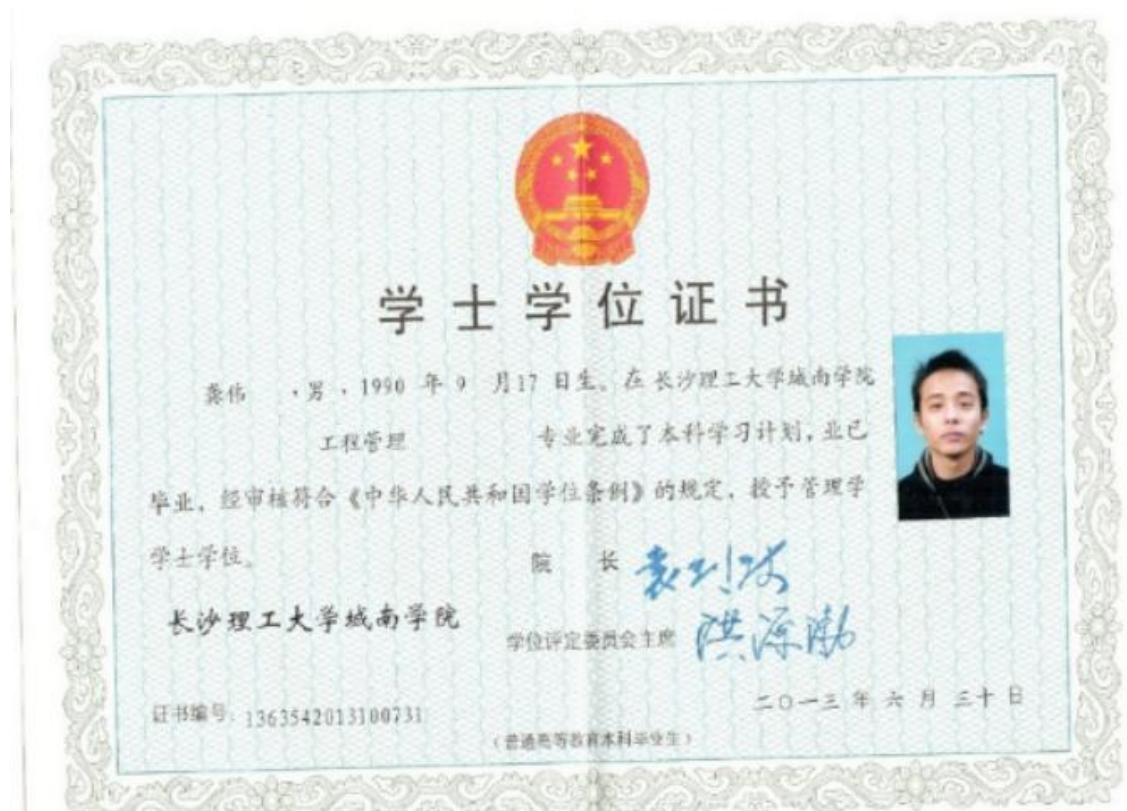 学士学位证书
龚伟 ,男,1990 年 9 月17 日生。在 长沙理工大学城南学院
工程管理 专业完成了本科学习计划,业已
毕业,经审核符合《中华人民共和国学位条例》的规定,授予管理学
学士学位。
院 长
长沙理工大学城南学院
学位评定委员会主席 洪源渤
二〇一三 年 六 月 三十 日
证书编号: 1363542013100731
(普通高等教育本科毕业生)